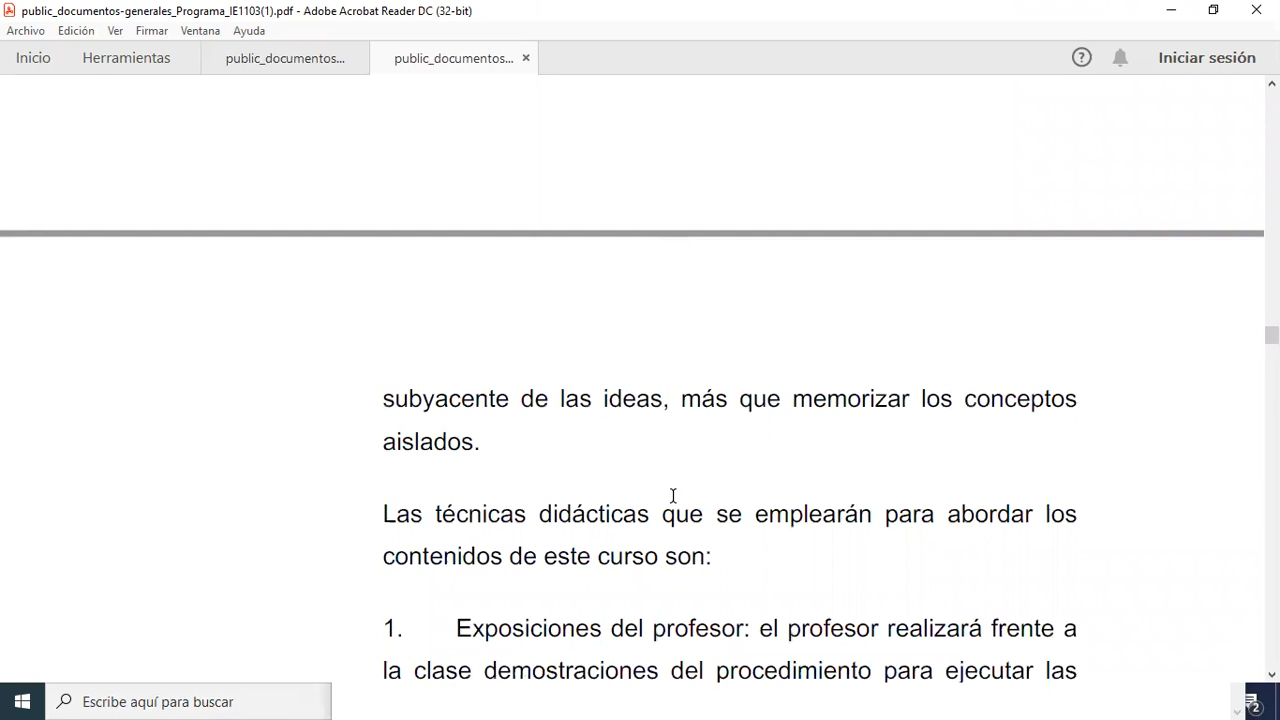 public_documentos-generales_Programa_IE1103(1).pdf - Adobe Acrobat Reader DC (32-bit)
Archivo Edición Ver Firmar Ventana Ayuda
Inicio Herramientas public_documentos... public_documentos... × ? Iniciar sesión
subyacente de las ideas, más que memorizar los conceptos
aislados.
Las técnicas didácticas que se emplearán para abordar los
contenidos de este curso son:
1. Exposiciones del profesor: el profesor realizará frente a
la clase demostraciones del procedimiento para ejecutar las
Escribe aquí para buscar 2